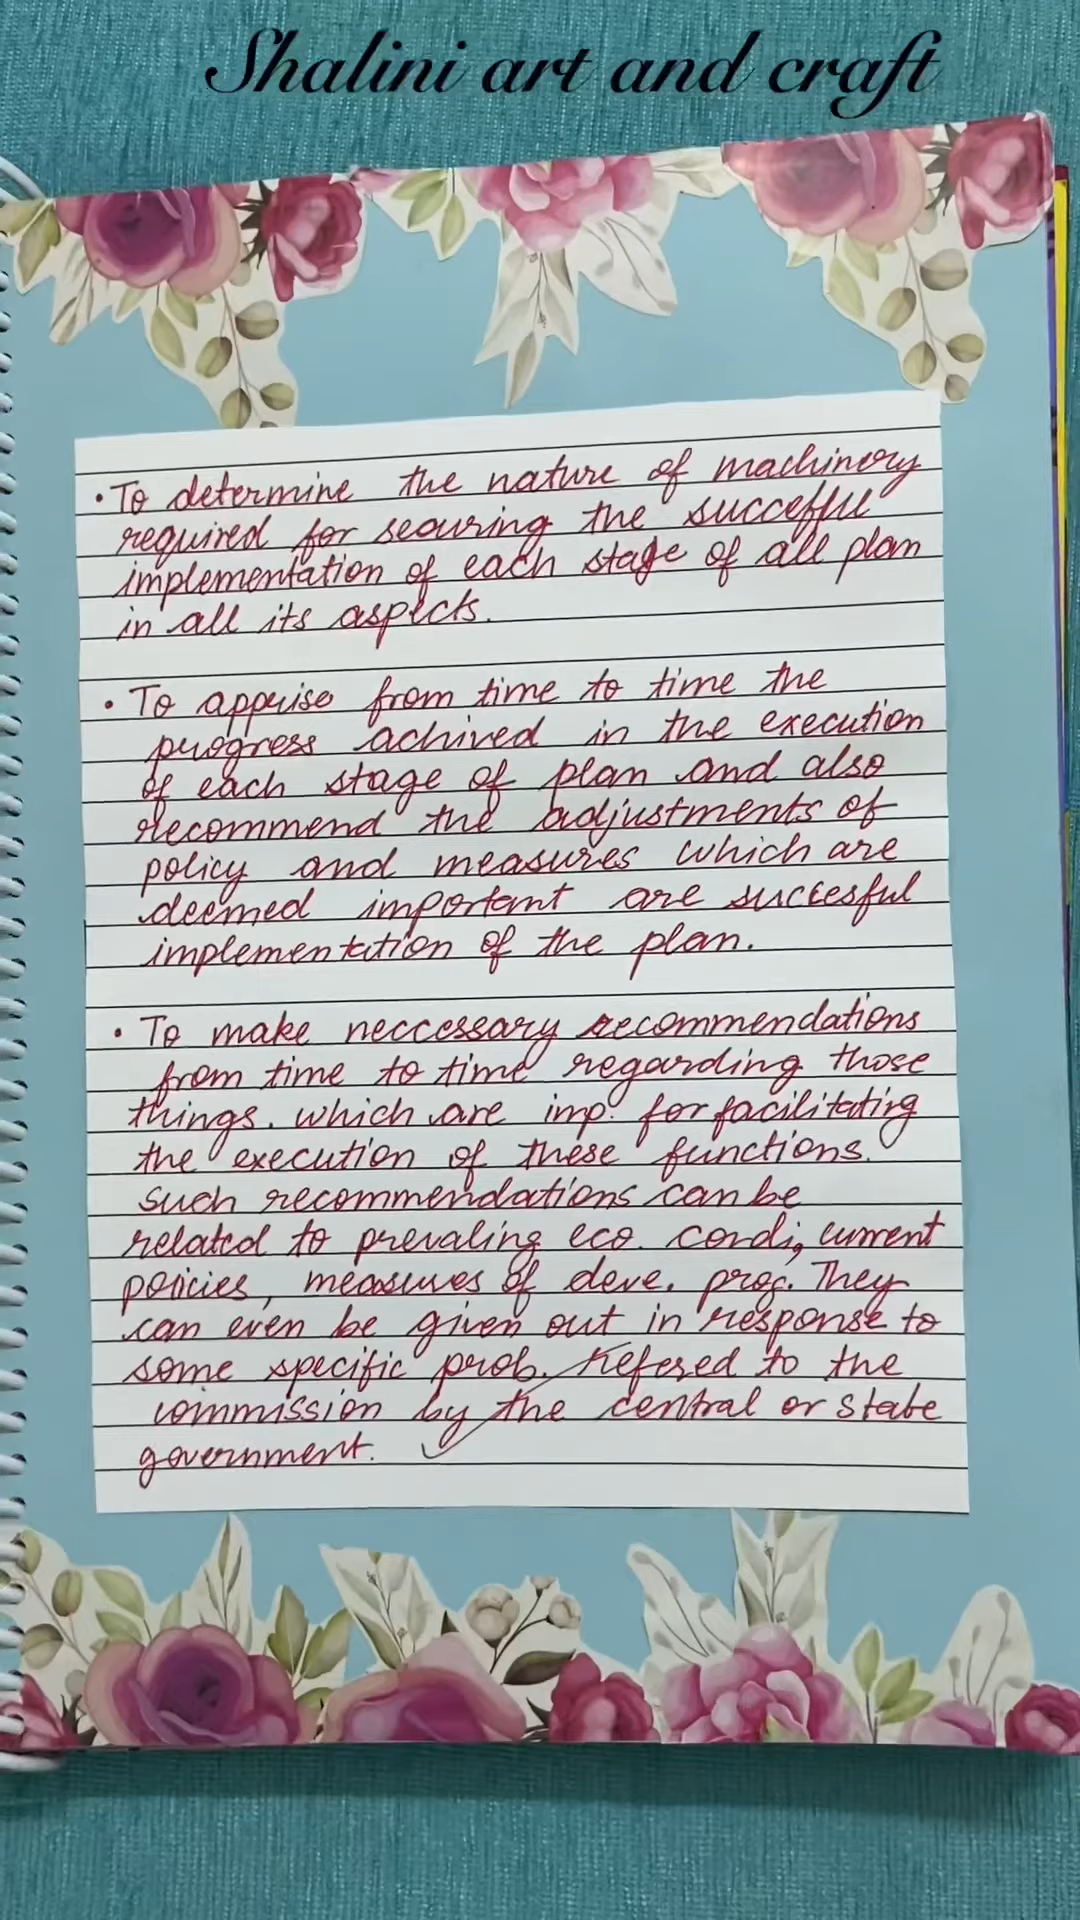 Shalini art and craft
• To determine the nature of machinery
required for securing the succefful
implementation of each stage of all plan
in all its aspects.
• To appriso from time to time the
progress achived in the execution
of each stage of plan and also
recommend the adjustments of
policy and measures which are
deemed important are succesful
implementation of the plan.
• To make neccessary recommendations
from time to time regarding those
things. which are imp. for facilitating
the execution of these functions.
Such recommendations can be
related to prevaling eco. condi, current
policies, measures of deve. prog. They
can even be given out in response to
some specific prob. Refered to the
commission by the central or state
government.